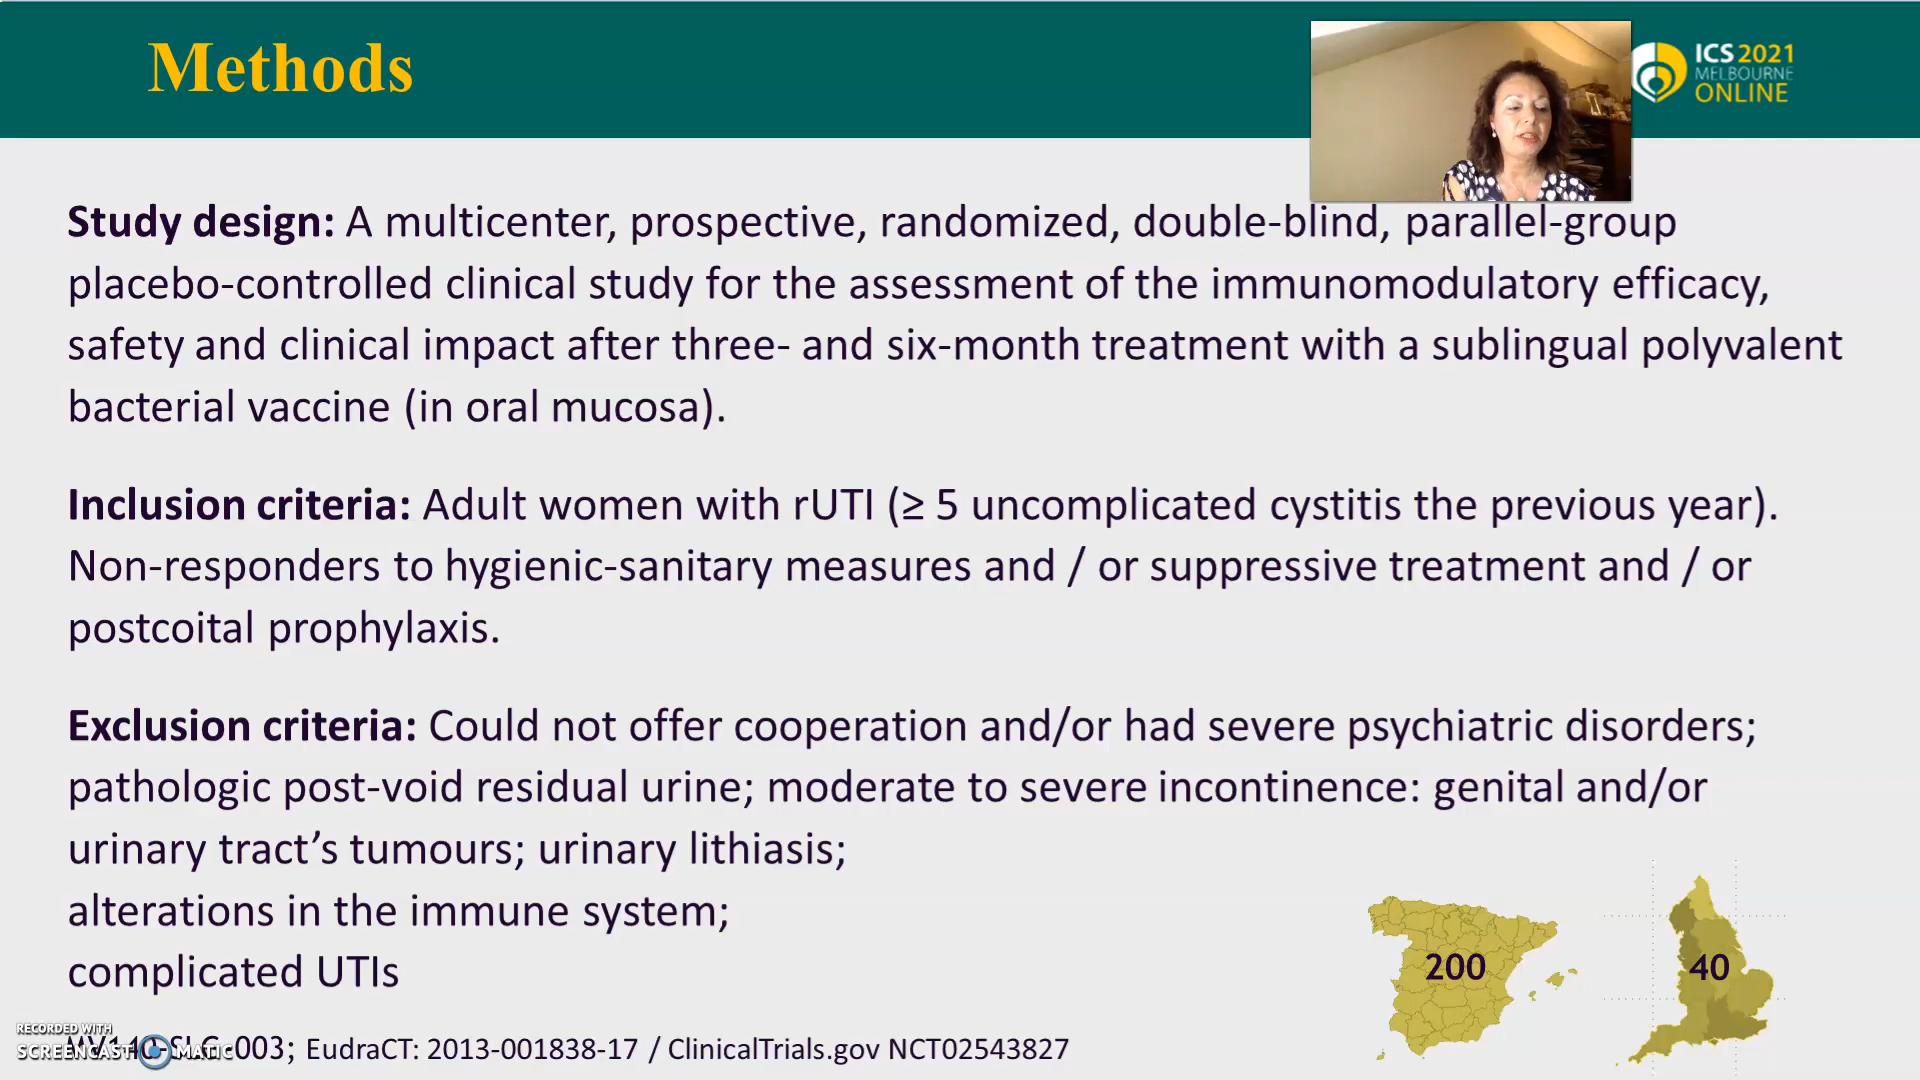 Methods
ICS 2021
MELBOURNE
ONLINE
Study design: A multicenter, prospective, randomized, double-blind, parallel-group
placebo-controlled clinical study for the assessment of the immunomodulatory efficacy,
safety and clinical impact after three- and six-month treatment with a sublingual polyvalent
bacterial vaccine (in oral mucosa).
Inclusion criteria: Adult women with rUTI (≥ 5 uncomplicated cystitis the previous year).
Non-responders to hygienic-sanitary measures and / or suppressive treatment and / or
postcoital prophylaxis.
Exclusion criteria: Could not offer cooperation and/or had severe psychiatric disorders;
pathologic post-void residual urine; moderate to severe incontinence: genital and/or
urinary tract’s tumours; urinary lithiasis;
alterations in the immune system;
complicated UTIs
200
40
RECORDED WITH
SCREENCAST MATIC
MV140-SLG-003; EudraCT: 2013-001838-17 / ClinicalTrials.gov NCT02543827